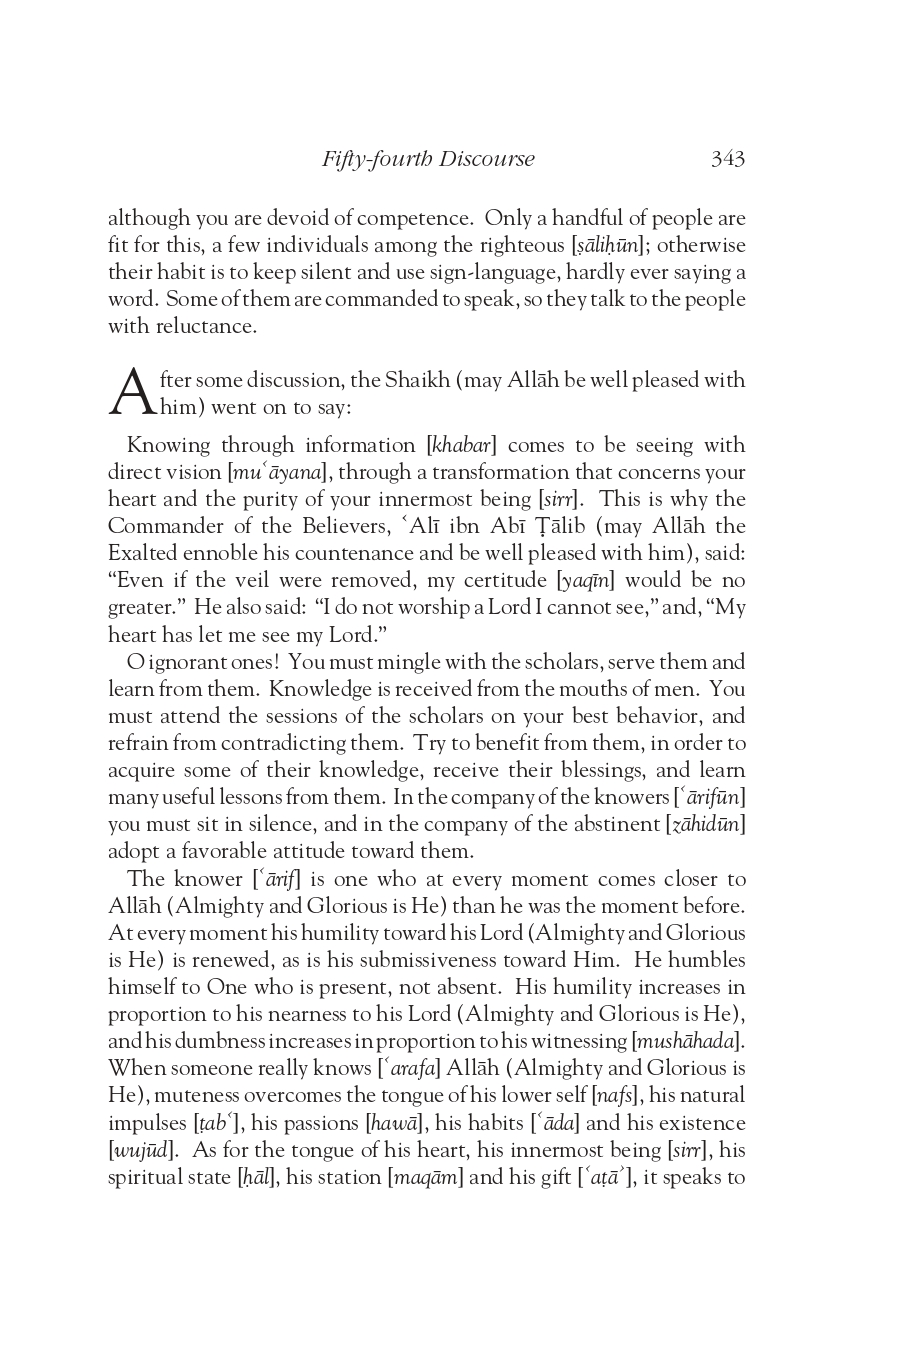 Fifty-fourth Discourse 343
although you are devoid of competence. Only a handful of people are
fit for this, a few individuals among the righteous [ṣāliḥūn]; otherwise
their habit is to keep silent and use sign-language, hardly ever saying a
word. Some of them are commanded to speak, so they talk to the people
with reluctance.
After some discussion, the Shaikh (may Allāh be well pleased with
him) went on to say:
Knowing through information [khabar] comes to be seeing with
direct vision [muʿāyana], through a transformation that concerns your
heart and the purity of your innermost being [sirr]. This is why the
Commander of the Believers, ʿAlī ibn Abī Ṭālib (may Allāh the
Exalted ennoble his countenance and be well pleased with him), said:
“Even if the veil were removed, my certitude [yaqīn] would be no
greater.” He also said: “I do not worship a Lord I cannot see,” and, “My
heart has let me see my Lord.”
O ignorant ones! You must mingle with the scholars, serve them and
learn from them. Knowledge is received from the mouths of men. You
must attend the sessions of the scholars on your best behavior, and
refrain from contradicting them. Try to benefit from them, in order to
acquire some of their knowledge, receive their blessings, and learn
many useful lessons from them. In the company of the knowers [ʿārifūn]
you must sit in silence, and in the company of the abstinent [zāhidūn]
adopt a favorable attitude toward them.
The knower [ʿārif] is one who at every moment comes closer to
Allāh (Almighty and Glorious is He) than he was the moment before.
At every moment his humility toward his Lord (Almighty and Glorious
is He) is renewed, as is his submissiveness toward Him. He humbles
himself to One who is present, not absent. His humility increases in
proportion to his nearness to his Lord (Almighty and Glorious is He),
and his dumbness increases in proportion to his witnessing [mushāhada].
When someone really knows [ʿarafa] Allāh (Almighty and Glorious is
He), muteness overcomes the tongue of his lower self [nafs], his natural
impulses [ṭabʿ], his passions [hawā], his habits [ʿāda] and his existence
[wujūd]. As for the tongue of his heart, his innermost being [sirr], his
spiritual state [ḥāl], his station [maqām] and his gift [ʿaṭāʾ], it speaks to